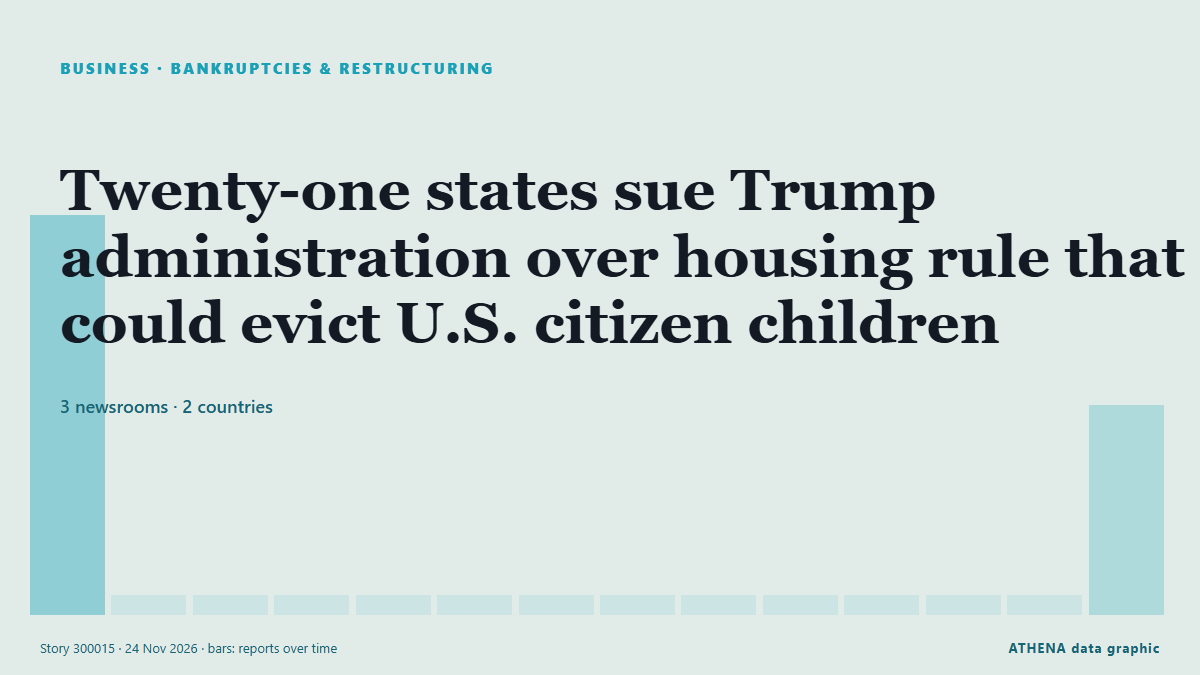 BUSINESS · BANKRUPTCIES & RESTRUCTURING
Twenty-one states sue Trump
administration over housing rule that
could evict U.S. citizen children
3 newsrooms · 2 countries
Story 300015 · 24 Nov 2026 · bars: reports over time
ATHENA data graphic